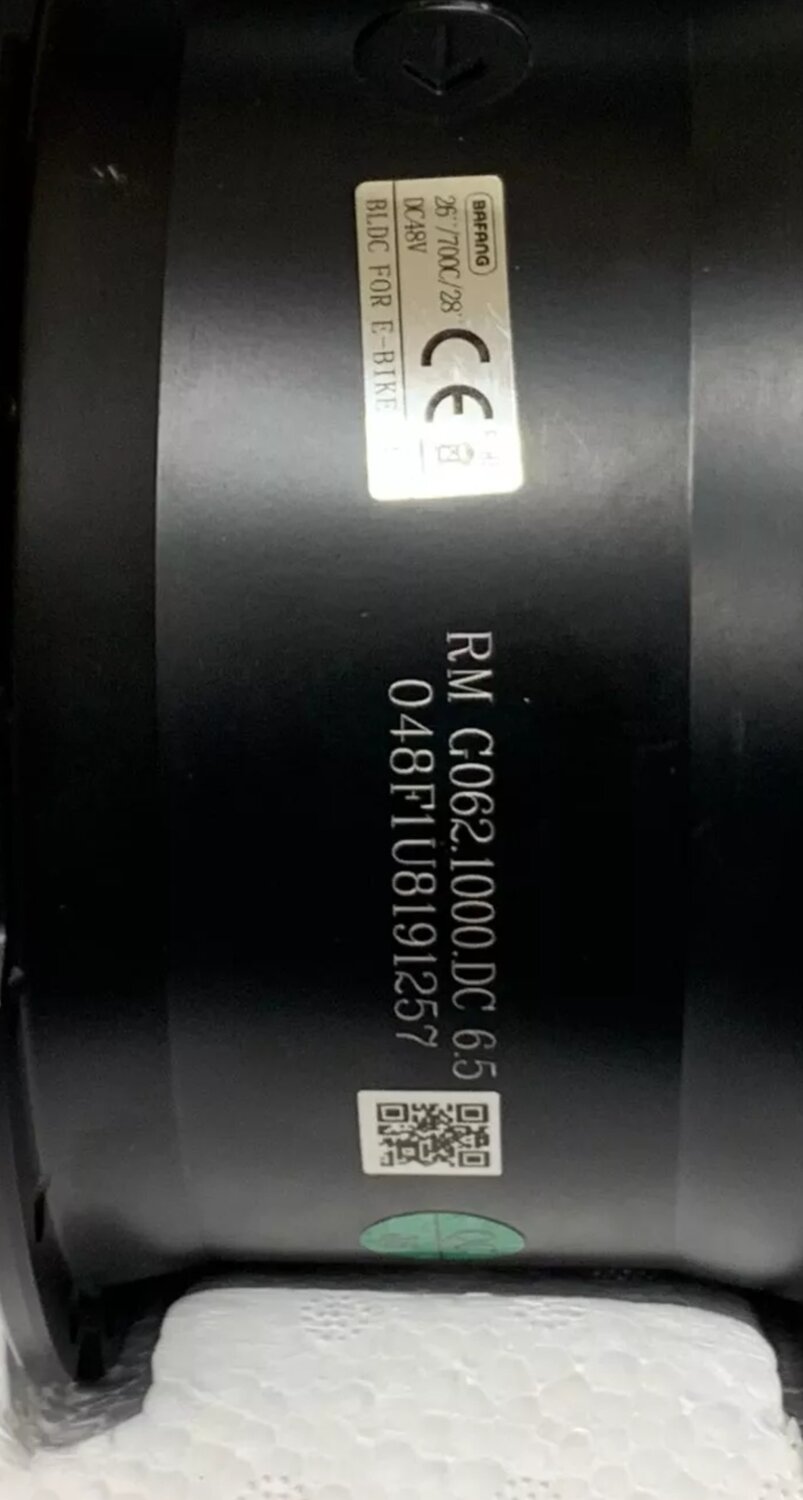 BAFANG
26"/700C/28"
DC48V
BLDC FOR E-BIKE
CE
RM G062.1000.DC 6.5
048F1U8191257